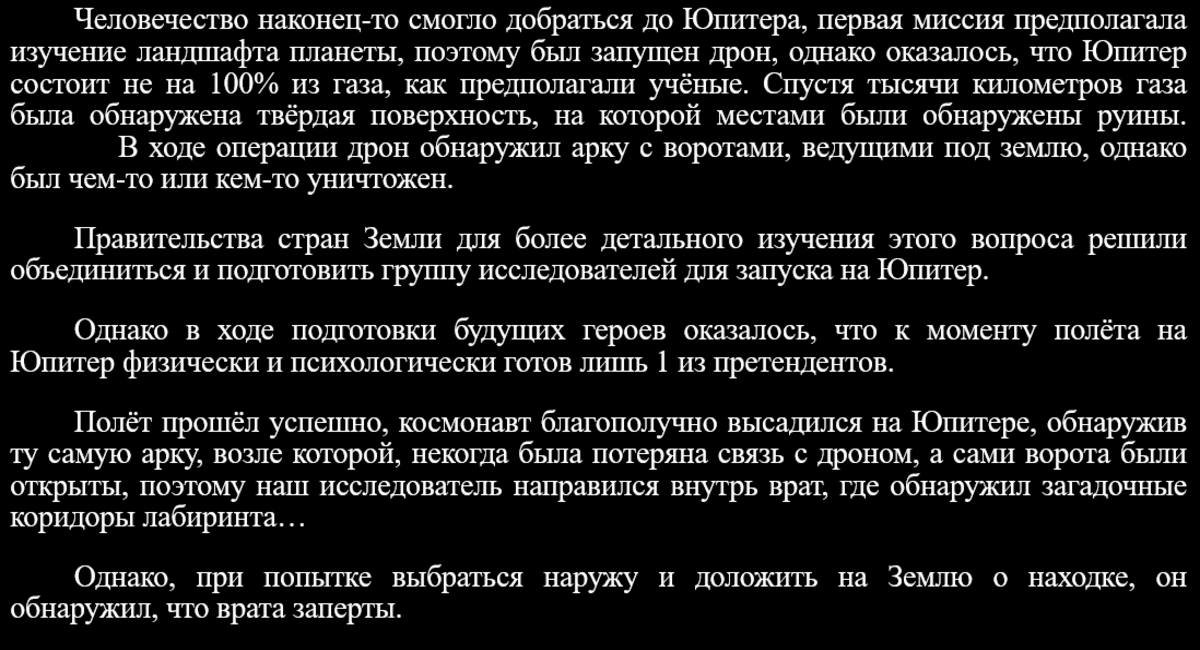 Человечество наконец-то смогло добраться до Юпитера, первая миссия предполагала
изучение ландшафта планеты, поэтому был запущен дрон, однако оказалось, что Юпитер
состоит не на 100% из газа, как предполагали учёные. Спустя тысячи километров газа
была обнаружена твёрдая поверхность, на которой местами были обнаружены руины.
В ходе операции дрон обнаружил арку с воротами, ведущими под землю, однако
был чем-то или кем-то уничтожен.
Правительства стран Земли для более детального изучения этого вопроса решили
объединиться и подготовить группу исследователей для запуска на Юпитер.
Однако в ходе подготовки будущих героев оказалось, что к моменту полёта на
Юпитер физически и психологически готов лишь 1 из претендентов.
Полёт прошёл успешно, космонавт благополучно высадился на Юпитере, обнаружив
ту самую арку, возле которой, некогда была потеряна связь с дроном, а сами ворота были
открыты, поэтому наш исследователь направился внутрь врат, где обнаружил загадочные
коридоры лабиринта…
Однако, при попытке выбраться наружу и доложить на Землю о находке, он
обнаружил, что врата заперты.